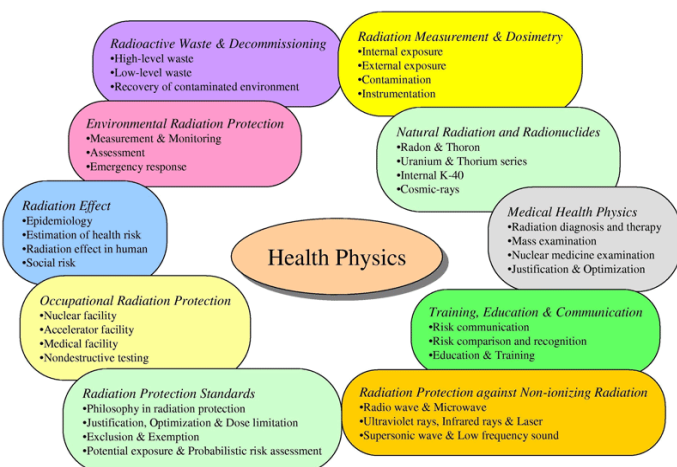 Radioactive Waste & Decommissioning
•High-level waste
•Low-level waste
•Recovery of contaminated environment
Radiation Measurement & Dosimetry
•Internal exposure
•External exposure
•Contamination
•Instrumentation
Environmental Radiation Protection
•Measurement & Monitoring
•Assessment
•Emergency response
Natural Radiation and Radionuclides
•Radon & Thoron
•Uranium & Thorium series
•Internal K-40
•Cosmic-rays
Radiation Effect
•Epidemiology
•Estimation of health risk
•Radiation effect in human
•Social risk
Health Physics
Medical Health Physics
•Radiation diagnosis and therapy
•Mass examination
•Nuclear medicine examination
•Justification & Optimization
Occupational Radiation Protection
•Nuclear facility
•Accelerator facility
•Medical facility
•Nondestructive testing
Training, Education & Communication
•Risk communication
•Risk comparison and recognition
•Education & Training
Radiation Protection Standards
•Philosophy in radiation protection
•Justification, Optimization & Dose limitation
•Exclusion & Exemption
•Potential exposure & Probabilistic risk assessment
Radiation Protection against Non-ionizing Radiation
•Radio wave & Microwave
•Ultraviolet rays, Infrared rays & Laser
•Supersonic wave & Low frequency sound